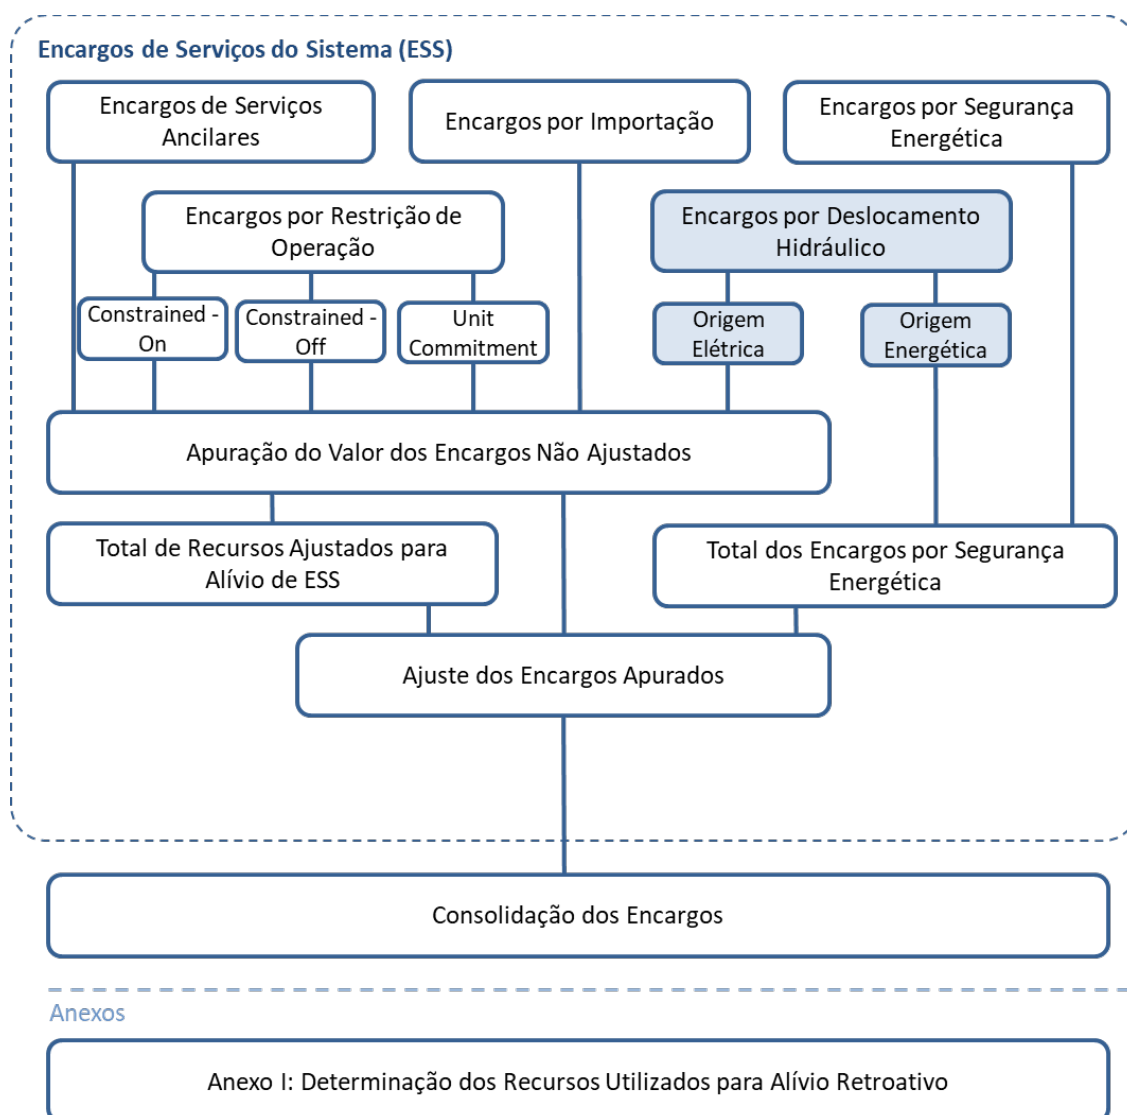 Encargos de Serviços do Sistema (ESS)
Encargos de Serviços
Ancilares
Encargos por Importação
Encargos por Segurança
Energética
Encargos por Restrição de
Operação
Encargos por Deslocamento
Hidráulico
Constrained -
On
Constrained -
Off
Unit
Commitment
Origem
Elétrica
Origem
Energética
Apuração do Valor dos Encargos Não Ajustados
Total de Recursos Ajustados para
Alívio de ESS
Total dos Encargos por Segurança
Energética
Ajuste dos Encargos Apurados
Consolidação dos Encargos
Anexos
Anexo I: Determinação dos Recursos Utilizados para Alívio Retroativo